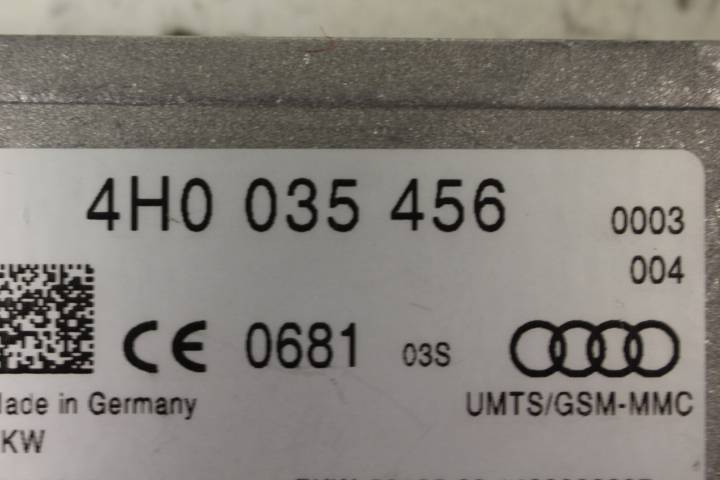 4H0 035 456 0003
004
CE 0681 03S
Made in Germany UMTS/GSM-MMC
KW